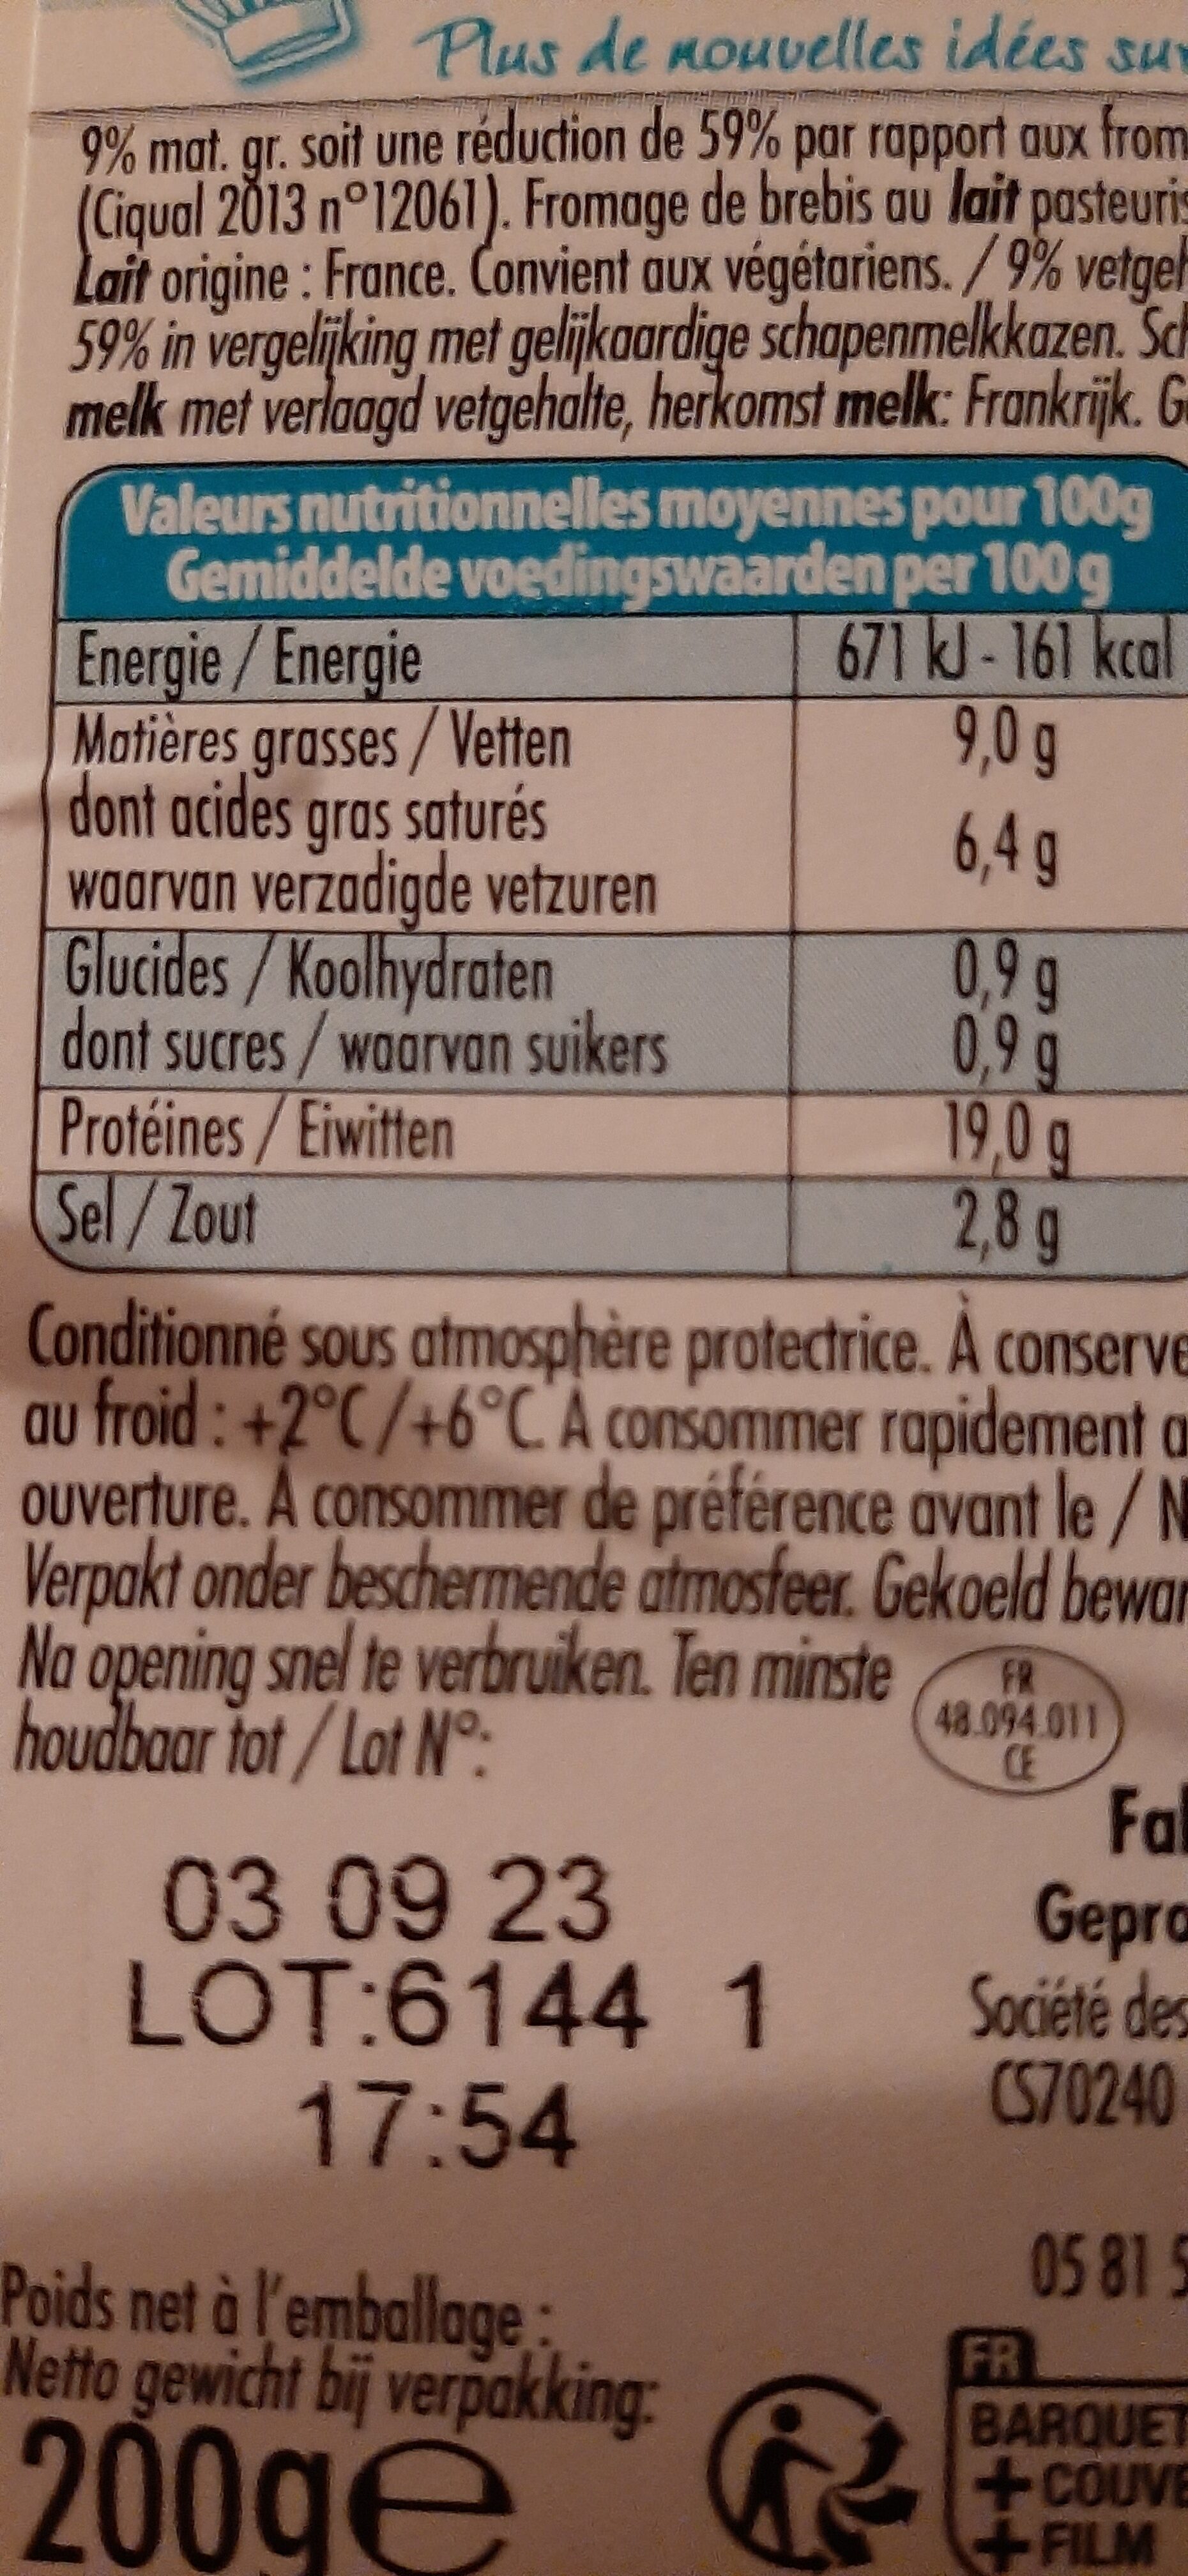 Plus de nouvelles idées sur
9% mat. gr. soit une réduction de 59% par rapport aux from
(Ciqual 2013 n°12061). Fromage de brebis au lait pasteuris
Lait origine : France. Convient aux végétariens. / 9% vetgeh
59% in vergelijking met gelijkaardige schapenmelkkazen. Sch
melk met verlaagd vetgehalte, herkomst melk: Frankrijk. G
Valeurs nutritionnelles moyennes pour 100g
Gemiddelde voedingswaarden per 100 g
Energie / Energie 671 kJ - 161 kcal
Matières grasses / Vetten 9,0 g
dont acides gras saturés
waarvan verzadigde vetzuren 6,4 g
Glucides / Koolhydraten 0,9 g
dont sucres / waarvan suikers 0,9 g
Protéines / Eiwitten 19,0 g
Sel / Zout 2,8 g
Conditionné sous atmosphère protectrice. À conserve
au froid : +2°C/+6°C. À consommer rapidement a
ouverture. À consommer de préférence avant le / N
Verpakt onder beschermende atmosfeer. Gekoeld bewar
Na opening snel te verbruiken. Ten minste
houdbaar tot / Lot N°:
FR
48.094.011
CE
03 09 23
LOT:6144 1
17:54
Fab
Gepro
Société des
CS70240
05 81 5
Poids net à l'emballage :
Netto gewicht bij verpakking:
200g e
FR
BARQUET
+ COUVE
+ FILM